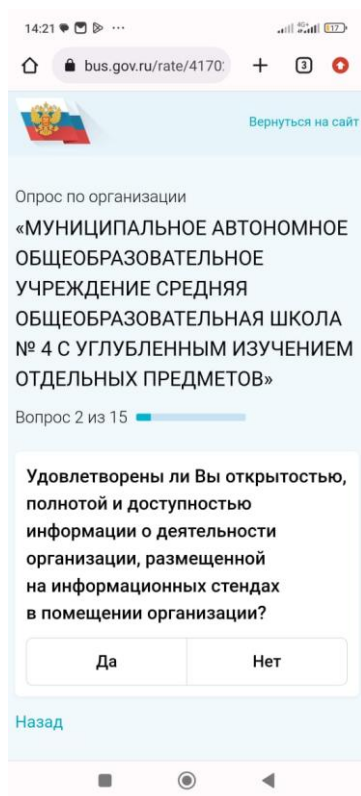 14:21
4G+
17
bus.gov.ru/rate/4170
3
Вернуться на сайт
Опрос по организации
«МУНИЦИПАЛЬНОЕ АВТОНОМНОЕ
ОБЩЕОБРАЗОВАТЕЛЬНОЕ
УЧРЕЖДЕНИЕ СРЕДНЯЯ
ОБЩЕОБРАЗОВАТЕЛЬНАЯ ШКОЛА
№ 4 С УГЛУБЛЕННЫМ ИЗУЧЕНИЕМ
ОТДЕЛЬНЫХ ПРЕДМЕТОВ»
Вопрос 2 из 15
Удовлетворены ли Вы открытостью,
полнотой и доступностью
информации о деятельности
организации, размещенной
на информационных стендах
в помещении организации?
Да
Нет
Назад